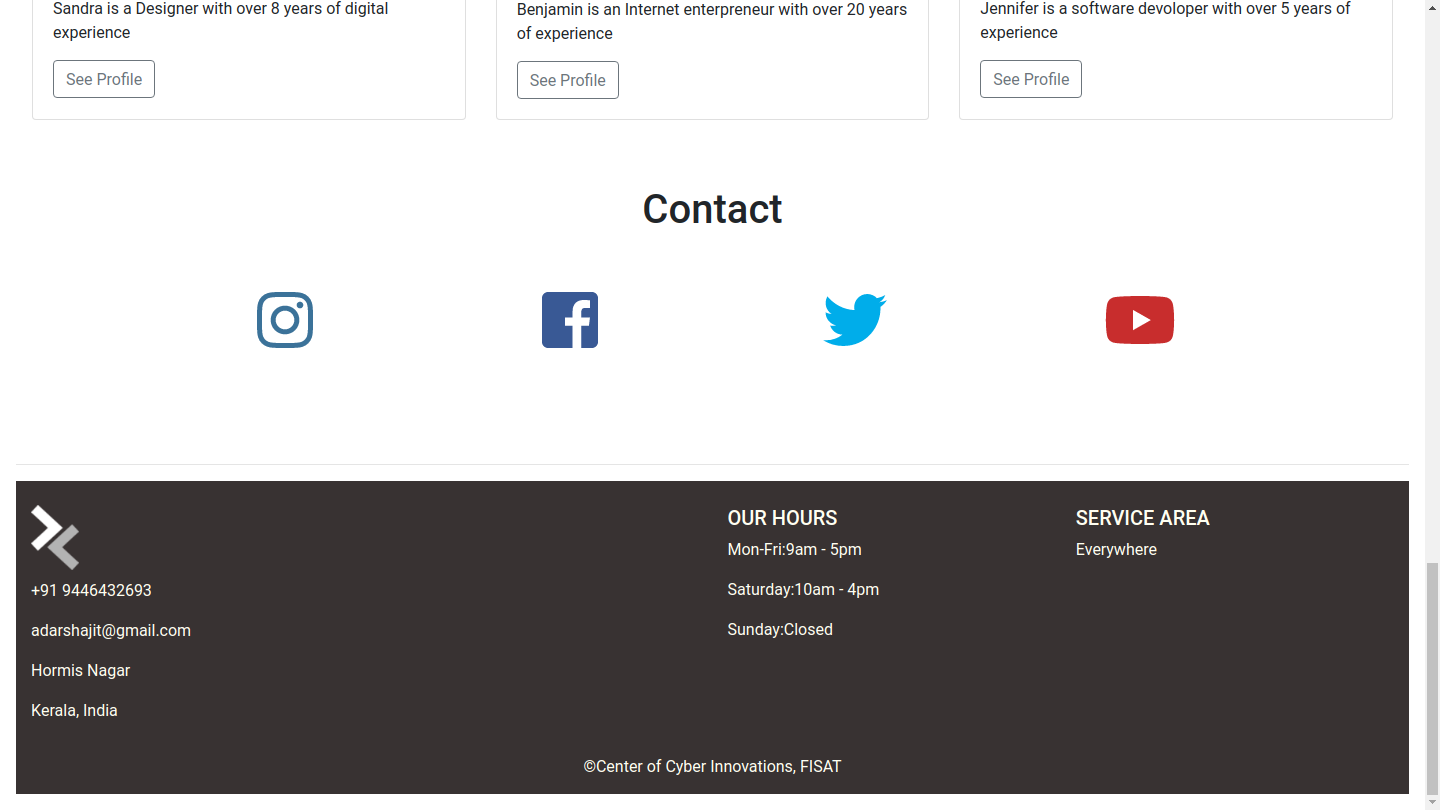 Sandra is a Designer with over 8 years of digital
experience
See Profile
Benjamin is an Internet enterpreneur with over 20 years
of experience
See Profile
Jennifer is a software devoloper with over 5 years of
experience
See Profile
Contact
+91 9446432693
adarshajit@gmail.com
Hormis Nagar
Kerala, India
OUR HOURS
Mon-Fri:9am - 5pm
Saturday:10am - 4pm
Sunday:Closed
SERVICE AREA
Everywhere
©Center of Cyber Innovations, FISAT